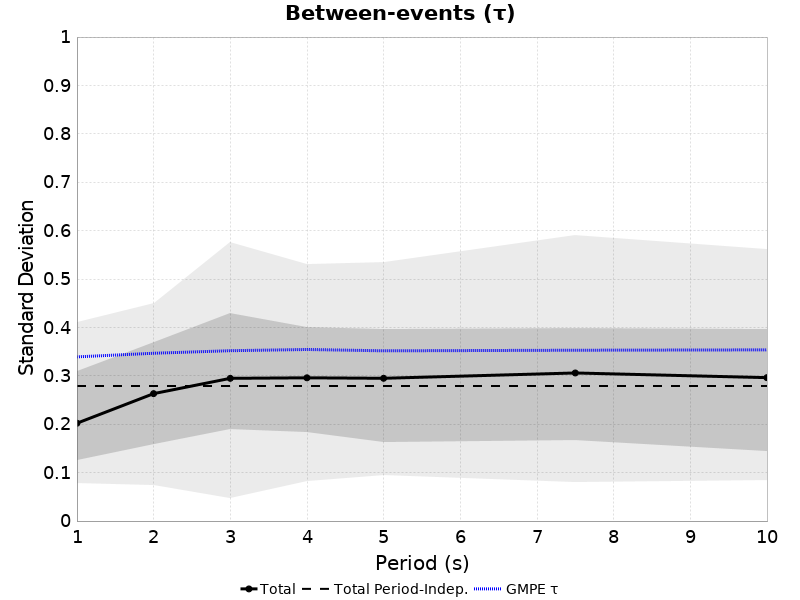 Between-events (τ)
1
0.9
0.8
0.7
0.6
0.5
0.4
0.3
0.2
0.1
0
Standard Deviation
1 2 3 4 5 6 7 8 9 10
Period (s)
Total Total Period-Indep. GMPE τ